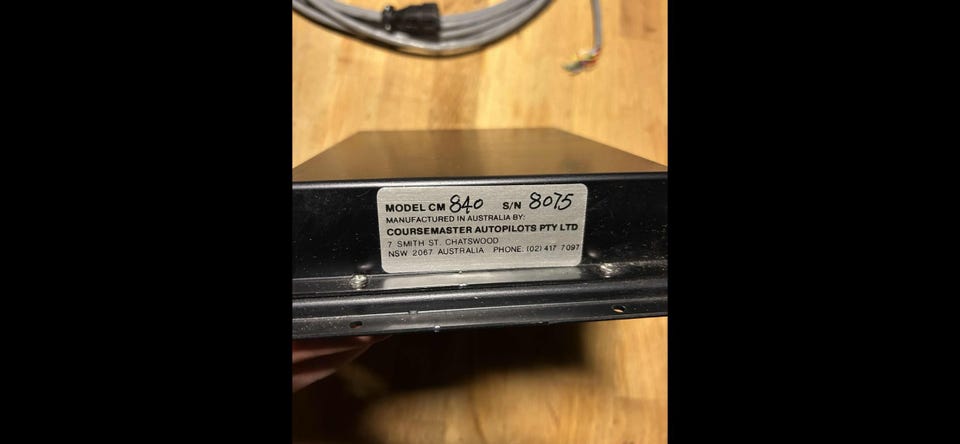 MODEL CM 840 S/N 8075
MANUFACTURED IN AUSTRALIA BY:
COURSEMASTER AUTOPILOTS PTY LTD
7 SMITH ST. CHATSWOOD
NSW 2067 AUSTRALIA PHONE: (02) 417 7097